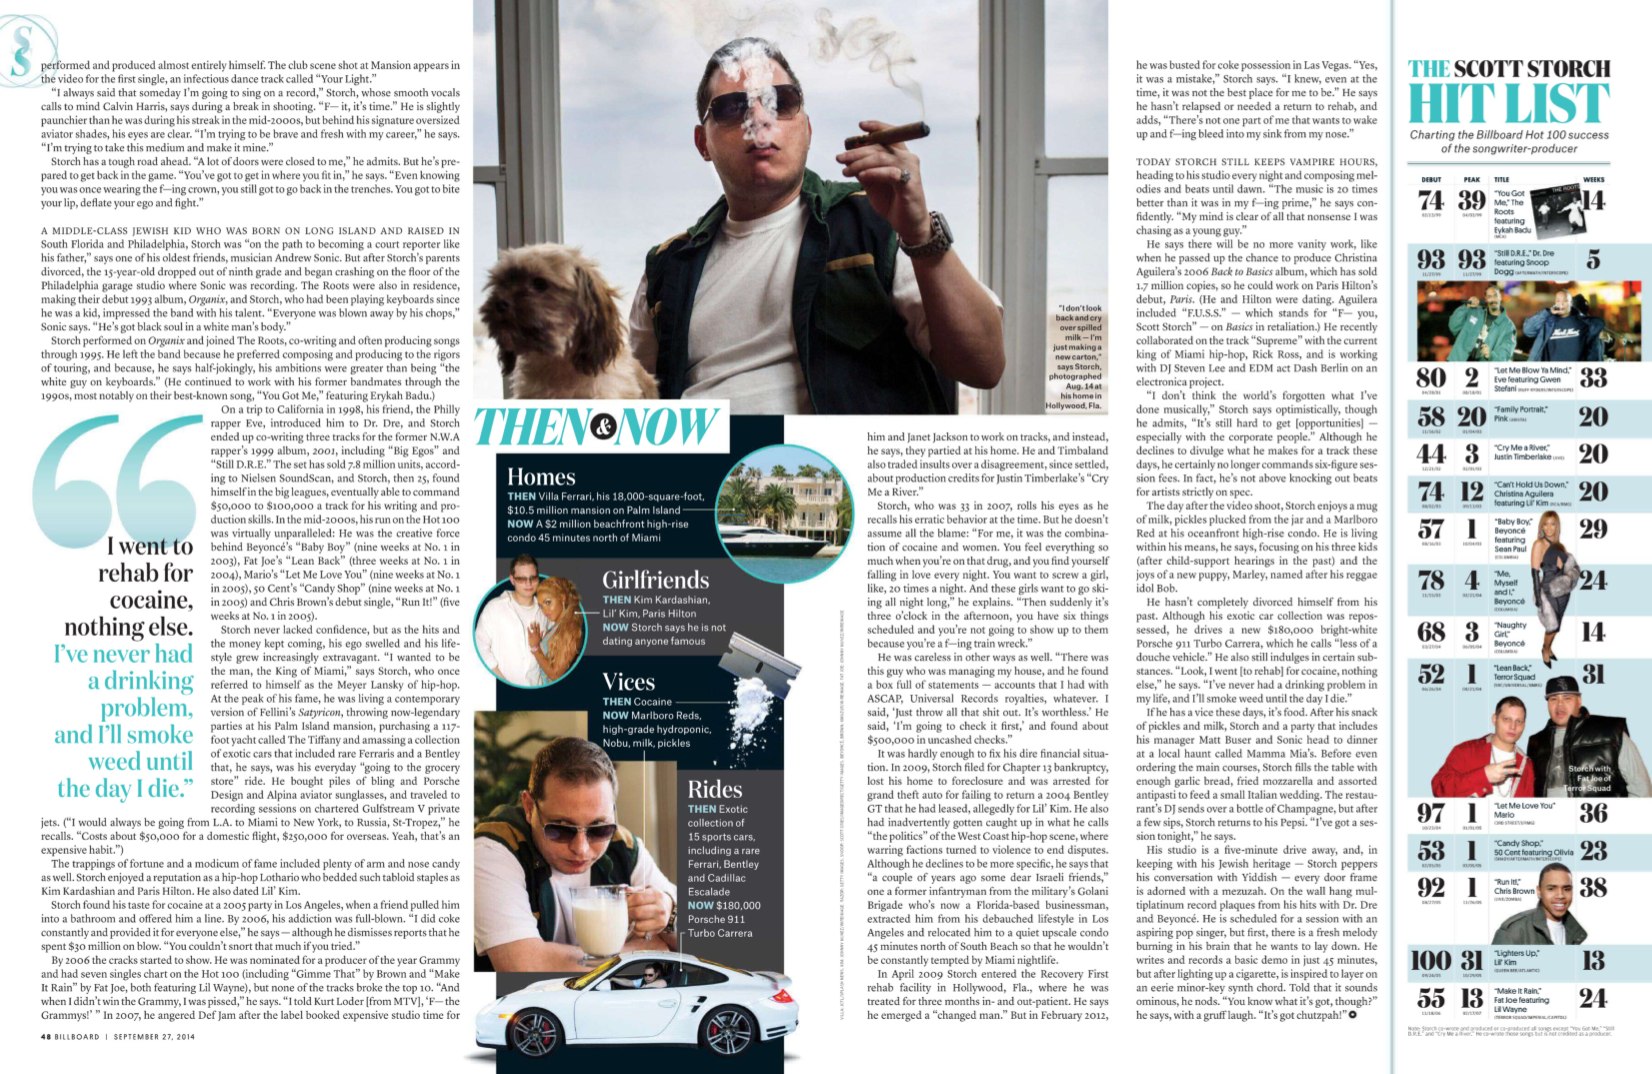 S
S
performed and produced almost entirely himself. The club scene shot at Mansion appears in
the video for the first single, an infectious dance track called “Your Light.”
“I always said that someday I’m going to sing on a record,” Storch, whose smooth vocals
calls to mind Calvin Harris, says during a break in shooting. “F— it, it’s time.” He is slightly
paunchier than he was during his streak in the mid-2000s, but behind his signature oversized
aviator shades, his eyes are clear. “I’m trying to be brave and fresh with my career,” he says.
“I’m trying to take this medium and make it mine.”
Storch has a tough road ahead. “A lot of doors were closed to me,” he admits. But he’s pre-
pared to get back in the game. “You’ve got to get in where you fit in,” he says. “Even knowing
you was once wearing the f—ing crown, you still got to go back in the trenches. You got to bite
your lip, deflate your ego and fight.”
A MIDDLE-CLASS JEWISH KID WHO WAS BORN ON LONG ISLAND AND RAISED IN
South Florida and Philadelphia, Storch was “on the path to becoming a court reporter like
his father,” says one of his oldest friends, musician Andrew Sonic. But after Storch’s parents
divorced, the 15-year-old dropped out of ninth grade and began crashing on the floor of the
Philadelphia garage studio where Sonic was recording. The Roots were also in residence,
making their debut 1993 album, Organix, and Storch, who had been playing keyboards since
he was a kid, impressed the band with his talent. “Everyone was blown away by his chops,”
Sonic says. “He’s got black soul in a white man’s body.”
Storch performed on Organix and joined The Roots, co-writing and often producing songs
through 1995. He left the band because he preferred composing and producing to the rigors
of touring, and because, he says half-jokingly, his ambitions were greater than being “the
white guy on keyboards.” (He continued to work with his former bandmates through the
1990s, most notably on their best-known song, “You Got Me,” featuring Erykah Badu.)
On a trip to California in 1998, his friend, the Philly
rapper Eve, introduced him to Dr. Dre, and Storch
ended up co-writing three tracks for the former N.W.A
rapper’s 1999 album, 2001, including “Big Egos” and
“Still D.R.E.” The set has sold 7.8 million units, accord-
ing to Nielsen SoundScan, and Storch, then 25, found
himself in the big leagues, eventually able to command
$50,000 to $100,000 a track for his writing and pro-
duction skills. In the mid-2000s, his run on the Hot 100
was virtually unparalleled: He was the creative force
behind Beyoncé’s “Baby Boy” (nine weeks at No. 1 in
2003), Fat Joe’s “Lean Back” (three weeks at No. 1 in
2004), Mario’s “Let Me Love You” (nine weeks at No. 1
in 2005), 50 Cent’s “Candy Shop” (nine weeks at No. 1
in 2005) and Chris Brown’s debut single, “Run It!” (five
weeks at No. 1 in 2005).
Storch never lacked confidence, but as the hits and
the money kept coming, his ego swelled and his life-
style grew increasingly extravagant. “I wanted to be
the man, the King of Miami,” says Storch, who once
referred to himself as the Meyer Lansky of hip-hop.
At the peak of his fame, he was living a contemporary
version of Fellini’s Satyricon, throwing now-legendary
parties at his Palm Island mansion, purchasing a 117-
foot yacht called The Tiffany and amassing a collection
of exotic cars that included rare Ferraris and a Bentley
that, he says, was his everyday “going to the grocery
store” ride. He bought piles of bling and Porsche
Design and Alpina aviator sunglasses, and traveled to
recording sessions on chartered Gulfstream V private
jets. (“I would always be going from L.A. to Miami to New York, to Russia, St-Tropez,” he
recalls. “Costs about $50,000 for a domestic flight, $250,000 for overseas. Yeah, that’s an
expensive habit.”)
The trappings of fortune and a modicum of fame included plenty of arm and nose candy
as well. Storch enjoyed a reputation as a hip-hop Lothario who bedded such tabloid staples as
Kim Kardashian and Paris Hilton. He also dated Lil’ Kim.
Storch found his taste for cocaine at a 2005 party in Los Angeles, when a friend pulled him
into a bathroom and offered him a line. By 2006, his addiction was full-blown. “I did coke
constantly and provided it for everyone else,” he says — although he dismisses reports that he
spent $30 million on blow. “You couldn’t snort that much if you tried.”
By 2006 the cracks started to show. He was nominated for a producer of the year Grammy
and had seven singles chart on the Hot 100 (including “Gimme That” by Brown and “Make
It Rain” by Fat Joe, both featuring Lil Wayne), but none of the tracks broke the top 10. “And
when I didn’t win the Grammy, I was pissed,” he says. “I told Kurt Loder [from MTV], ‘F—the
Grammys!’ ” In 2007, he angered Def Jam after the label booked expensive studio time for
“
I went to
rehab for
cocaine,
nothing else.
I’ve never had
a drinking
problem,
and I’ll smoke
weed until
the day I die.”
48 BILLBOARD | SEPTEMBER 27, 2014
“I don’t look
back and cry
over spilled
milk — I’m
just making a
new carton,”
says Storch,
photographed
Aug. 14 at
his home in
Hollywood, Fla.
THEN & NOW
Homes
THEN Villa Ferrari, his 18,000-square-foot,
$10.5 million mansion on Palm Island
NOW A $2 million beachfront high-rise
condo 45 minutes north of Miami
Girlfriends
THEN Kim Kardashian,
Lil’ Kim, Paris Hilton
NOW Storch says he is not
dating anyone famous
Vices
THEN Cocaine
NOW Marlboro Reds,
high-grade hydroponic,
Nobu, milk, pickles
Rides
THEN Exotic
collection of
15 sports cars,
including a rare
Ferrari, Bentley
and Cadillac
Escalade
NOW $180,000
Porsche 911
Turbo Carrera
him and Janet Jackson to work on tracks, and instead,
he says, they partied at his home. He and Timbaland
also traded insults over a disagreement, since settled,
about production credits for Justin Timberlake’s “Cry
Me a River.”
Storch, who was 33 in 2007, rolls his eyes as he
recalls his erratic behavior at the time. But he doesn’t
assume all the blame: “For me, it was the combina-
tion of cocaine and women. You feel everything so
much when you’re on that drug, and you find yourself
falling in love every night. You want to screw a girl,
like, 20 times a night. And these girls want to go ski-
ing all night long,” he explains. “Then suddenly it’s
three o’clock in the afternoon, you have six things
scheduled and you’re not going to show up to them
because you’re a f—ing train wreck.”
He was careless in other ways as well. “There was
this guy who was managing my house, and he found
a box full of statements — accounts that I had with
ASCAP, Universal Records royalties, whatever. I
said, ‘Just throw all that shit out. It’s worthless.’ He
said, ‘I’m going to check it first,’ and found about
$500,000 in uncashed checks.”
It was hardly enough to fix his dire financial situa-
tion. In 2009, Storch filed for Chapter 13 bankruptcy,
lost his home to foreclosure and was arrested for
grand theft auto for failing to return a 2004 Bentley
GT that he had leased, allegedly for Lil’ Kim. He also
had inadvertently gotten caught up in what he calls
“the politics” of the West Coast hip-hop scene, where
warring factions turned to violence to end disputes.
Although he declines to be more specific, he says that
“a couple of years ago some dear Israeli friends,”
one a former infantryman from the military’s Golani
Brigade who’s now a Florida-based businessman,
extracted him from his debauched lifestyle in Los
Angeles and relocated him to a quiet upscale condo
45 minutes north of South Beach so that he wouldn’t
be constantly tempted by Miami nightlife.
In April 2009 Storch entered the Recovery First
rehab facility in Hollywood, Fla., where he was
treated for three months in- and out-patient. He says
he emerged a “changed man.” But in February 2012,
he was busted for coke possession in Las Vegas. “Yes,
it was a mistake,” Storch says. “I knew, even at the
time, it was not the best place for me to be.” He says
he hasn’t relapsed or needed a return to rehab, and
adds, “There’s not one part of me that wants to wake
up and f—ing bleed into my sink from my nose.”
TODAY STORCH STILL KEEPS VAMPIRE HOURS,
heading to his studio every night and composing mel-
odies and beats until dawn. “The music is 20 times
better than it was in my f—ing prime,” he says con-
fidently. “My mind is clear of all that nonsense I was
chasing as a young guy.”
He says there will be no more vanity work, like
when he passed up the chance to produce Christina
Aguilera’s 2006 Back to Basics album, which has sold
1.7 million copies, so he could work on Paris Hilton’s
debut, Paris. (He and Hilton were dating. Aguilera
included “F.U.S.S.” — which stands for “F— you,
Scott Storch” — on Basics in retaliation.) He recently
collaborated on the track “Supreme” with the current
king of Miami hip-hop, Rick Ross, and is working
with DJ Steven Lee and EDM act Dash Berlin on an
electronica project.
“I don’t think the world’s forgotten what I’ve
done musically,” Storch says optimistically, though
he admits, “It’s still hard to get [opportunities] —
especially with the corporate people.” Although he
declines to divulge what he makes for a track these
days, he certainly no longer commands six-figure ses-
sion fees. In fact, he’s not above knocking out beats
for artists strictly on spec.
The day after the video shoot, Storch enjoys a mug
of milk, pickles plucked from the jar and a Marlboro
Red at his oceanfront high-rise condo. He is living
within his means, he says, focusing on his three kids
(after child-support hearings in the past) and the
joys of a new puppy, Marley, named after his reggae
idol Bob.
He hasn’t completely divorced himself from his
past. Although his exotic car collection was repos-
sessed, he drives a new $180,000 bright-white
Porsche 911 Turbo Carrera, which he calls “less of a
douche vehicle.” He also still indulges in certain sub-
stances. “Look, I went [to rehab] for cocaine, nothing
else,” he says. “I’ve never had a drinking problem in
my life, and I’ll smoke weed until the day I die.”
If he has a vice these days, it’s food. After his snack
of pickles and milk, Storch and a party that includes
his manager Matt Buser and Sonic head to dinner
at a local haunt called Mamma Mia’s. Before even
ordering the main courses, Storch fills the table with
enough garlic bread, fried mozzarella and assorted
antipasti to feed a small Italian wedding. The restau-
rant’s DJ sends over a bottle of Champagne, but after
a few sips, Storch returns to his Pepsi. “I’ve got a ses-
sion tonight,” he says.
His studio is a five-minute drive away, and, in
keeping with his Jewish heritage — Storch peppers
his conversation with Yiddish — every door frame
is adorned with a mezuzah. On the wall hang mul-
tiplatinum record plaques from his hits with Dr. Dre
and Beyoncé. He is scheduled for a session with an
aspiring pop singer, but first, there is a fresh melody
burning in his brain that he wants to lay down. He
writes and records a basic demo in just 45 minutes,
but after lighting up a cigarette, is inspired to layer on
an eerie minor-key synth chord. Told that it sounds
ominous, he nods. “You know what it’s got, though?”
he says, with a gruff laugh. “It’s got chutzpah!”
THE SCOTT STORCH
HIT LIST
Charting the Billboard Hot 100 success
of the songwriter-producer
DEBUT PEAK TITLE WEEKS
74 39 “You Got Me,” The Roots featuring Eykah Badu 14
93 93 “Still D.R.E.,” Dr. Dre featuring Snoop Dogg (AFTERMATH/INTERSCOPE) 5
80 2 “Let Me Blow Ya Mind,” Eve featuring Gwen Stefani 33
58 20 “Family Portrait,” Pink 20
44 3 “Cry Me a River,” Justin Timberlake 20
74 12 “Can’t Hold Us Down,” Christina Aguilera featuring Lil’ Kim 20
57 1 “Baby Boy,” Beyoncé featuring Sean Paul 29
78 4 “Me, Myself and I,” Beyoncé 24
68 3 “Naughty Girl,” Beyoncé 14
52 1 “Lean Back,” Terror Squad 31
Storch with
Fat Joe of
Terror Squad
97 1 “Let Me Love You” Mario 36
53 1 “Candy Shop,” 50 Cent featuring Olivia 23
92 1 “Run It!,” Chris Brown 38
100 31 “Lighters Up,” Lil’ Kim 13
55 13 “Make It Rain,” Fat Joe featuring Lil Wayne 24
Note: Storch co-wrote and produced or co-produced all songs except “You Got Me,” “Still
D.R.E.,” and “Cry Me a River.” He co-wrote those songs but is not credited as a producer.